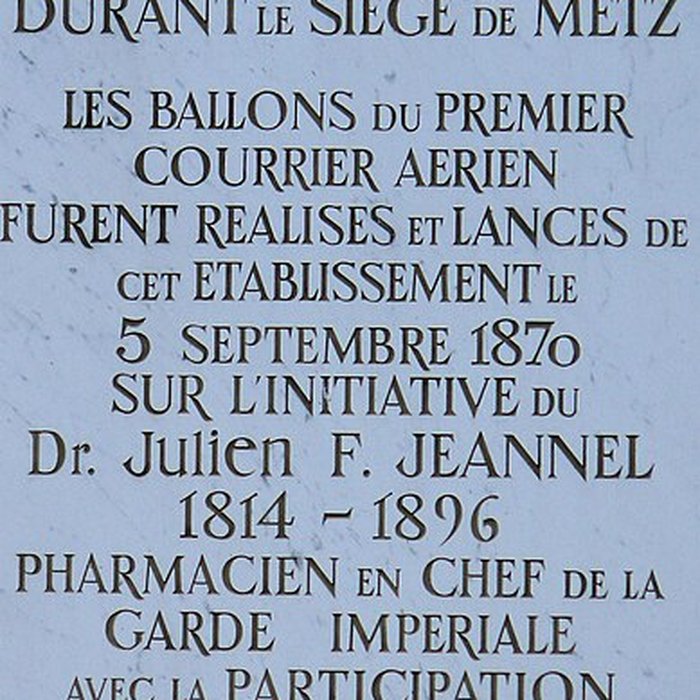 DURANT LE SIEGE DE METZ
LES BALLONS DU PREMIER
COURRIER AERIEN
FURENT REALISES ET LANCES DE
CET ETABLISSEMENT LE
5 SEPTEMBRE 1870
SUR L'INITIATIVE DU
Dr. Julien F. JEANNEL
1814 - 1896
PHARMACIEN EN CHEF DE LA
GARDE IMPERIALE
AVEC LA PARTICIPATION